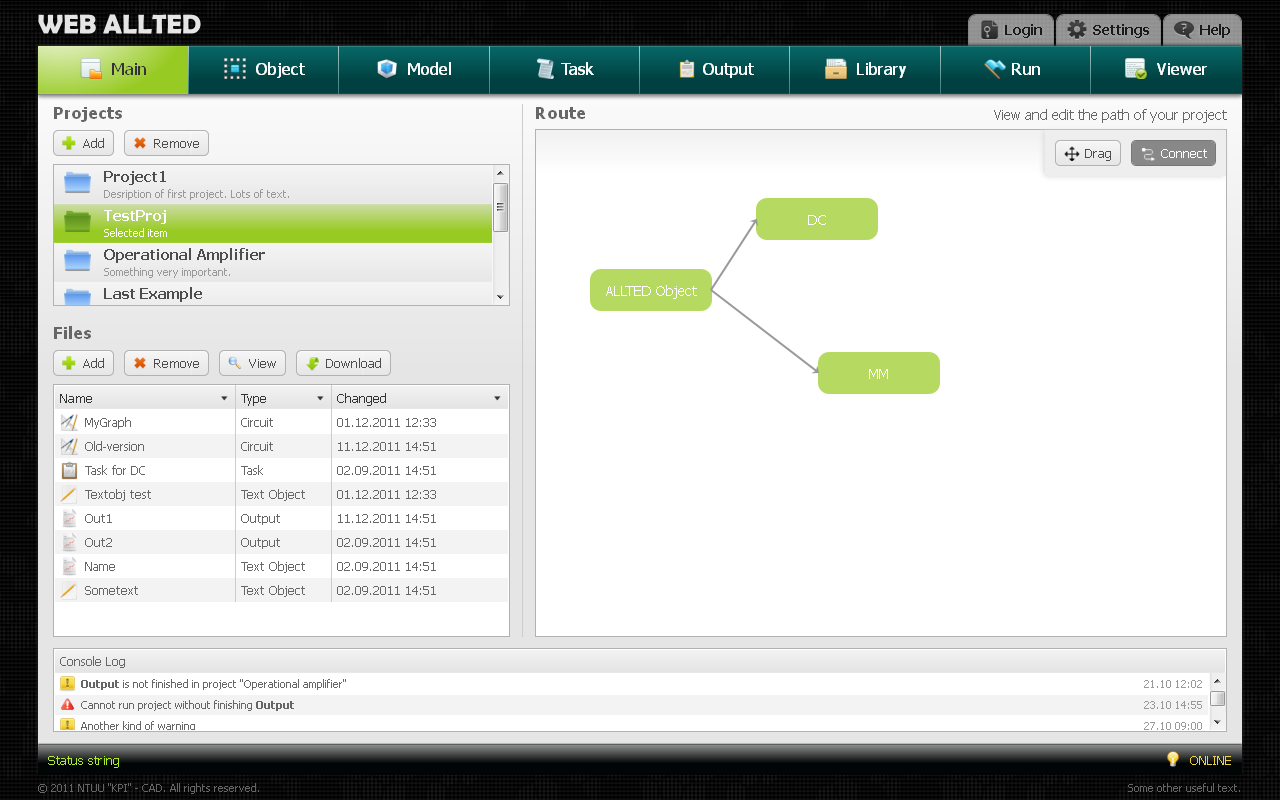 WEB ALLTED
Login Settings Help
Main Object Model Task Output Library Run Viewer
Projects
Add Remove
Project1
Desription of first project. Lots of text.
TestProj
Selected item
Operational Amplifier
Something very important.
Last Example
Files
Add Remove View Download
Name Type Changed
MyGraph Circuit 01.12.2011 12:33
Old-version Circuit 11.12.2011 14:51
Task for DC Task 02.09.2011 14:51
Textobj test Text Object 01.12.2011 12:33
Out1 Output 11.12.2011 14:51
Out2 Output 02.09.2011 14:51
Name Text Object 02.09.2011 14:51
Sometext Text Object 02.09.2011 14:51
Route View and edit the path of your project
Drag Connect
DC
ALLTED Object
MM
Console Log
Output is not finished in project "Operational amplifier" 21.10 12:02
Cannot run project without finishing Output 23.10 14:55
Another kind of warning 27.10 09:00
Status string ONLINE
© 2011 NTUU "KPI" - CAD. All rights reserved. Some other useful text.